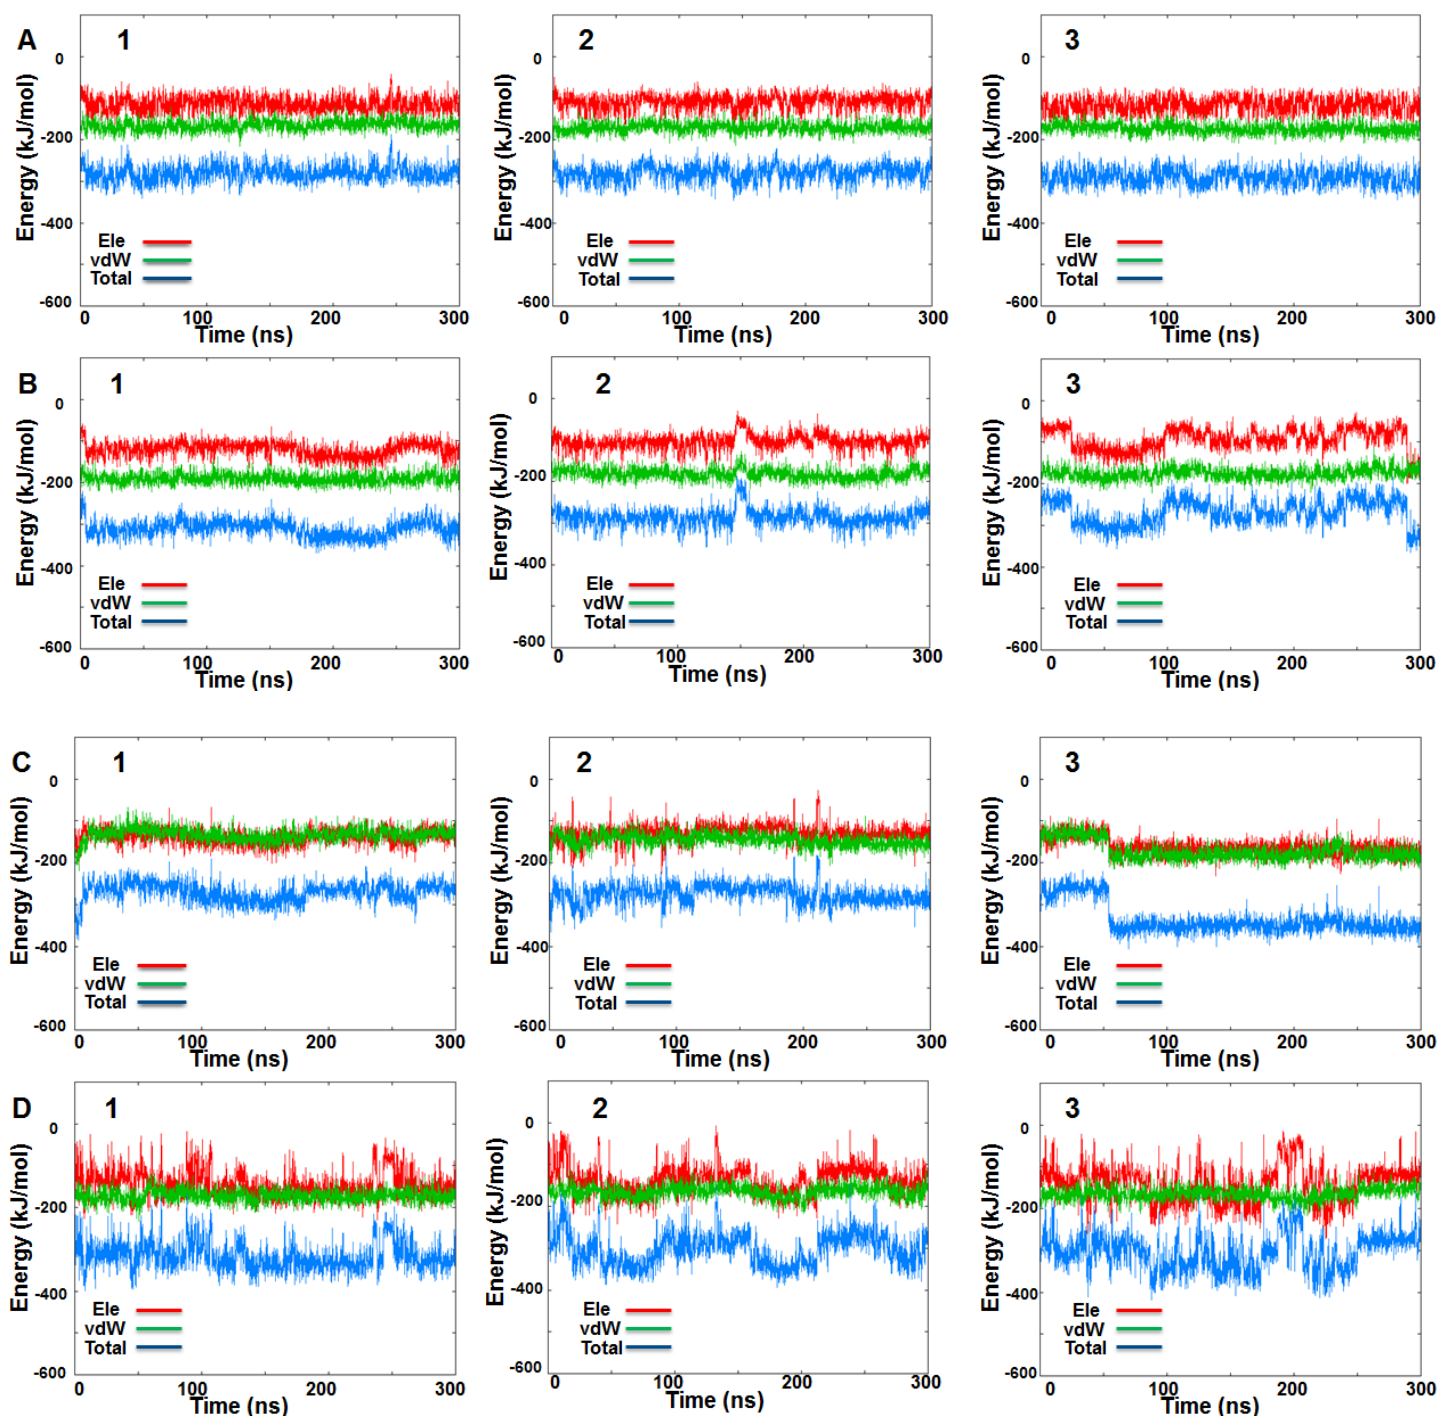 A 1 2 3
Energy (kJ/mol) 0 -200 -400 -600
Ele
vdW
Total
0 100 200 300
Time (ns)
Energy (kJ/mol) 0 -200 -400 -600
Ele
vdW
Total
0 100 200 300
Time (ns)
Energy (kJ/mol) 0 -200 -400 -600
Ele
vdW
Total
0 100 200 300
Time (ns)
B 1 2 3
Energy (kJ/mol) 0 -200 -400 -600
Ele
vdW
Total
0 100 200 300
Time (ns)
Energy (kJ/mol) 0 -200 -400 -600
Ele
vdW
Total
0 100 200 300
Time (ns)
Energy (kJ/mol) 0 -200 -400 -600
Ele
vdW
Total
0 100 200 300
Time (ns)
C 1 2 3
Energy (kJ/mol) 0 -200 -400 -600
Ele
vdW
Total
0 100 200 300
Time (ns)
Energy (kJ/mol) 0 -200 -400 -600
Ele
vdW
Total
0 100 200 300
Time (ns)
Energy (kJ/mol) 0 -200 -400 -600
Ele
vdW
Total
0 100 200 300
Time (ns)
D 1 2 3
Energy (kJ/mol) 0 -200 -400 -600
Ele
vdW
Total
0 100 200 300
Time (ns)
Energy (kJ/mol) 0 -200 -400 -600
Ele
vdW
Total
0 100 200 300
Time (ns)
Energy (kJ/mol) 0 -200 -400 -600
Ele
vdW
Total
0 100 200 300
Time (ns)